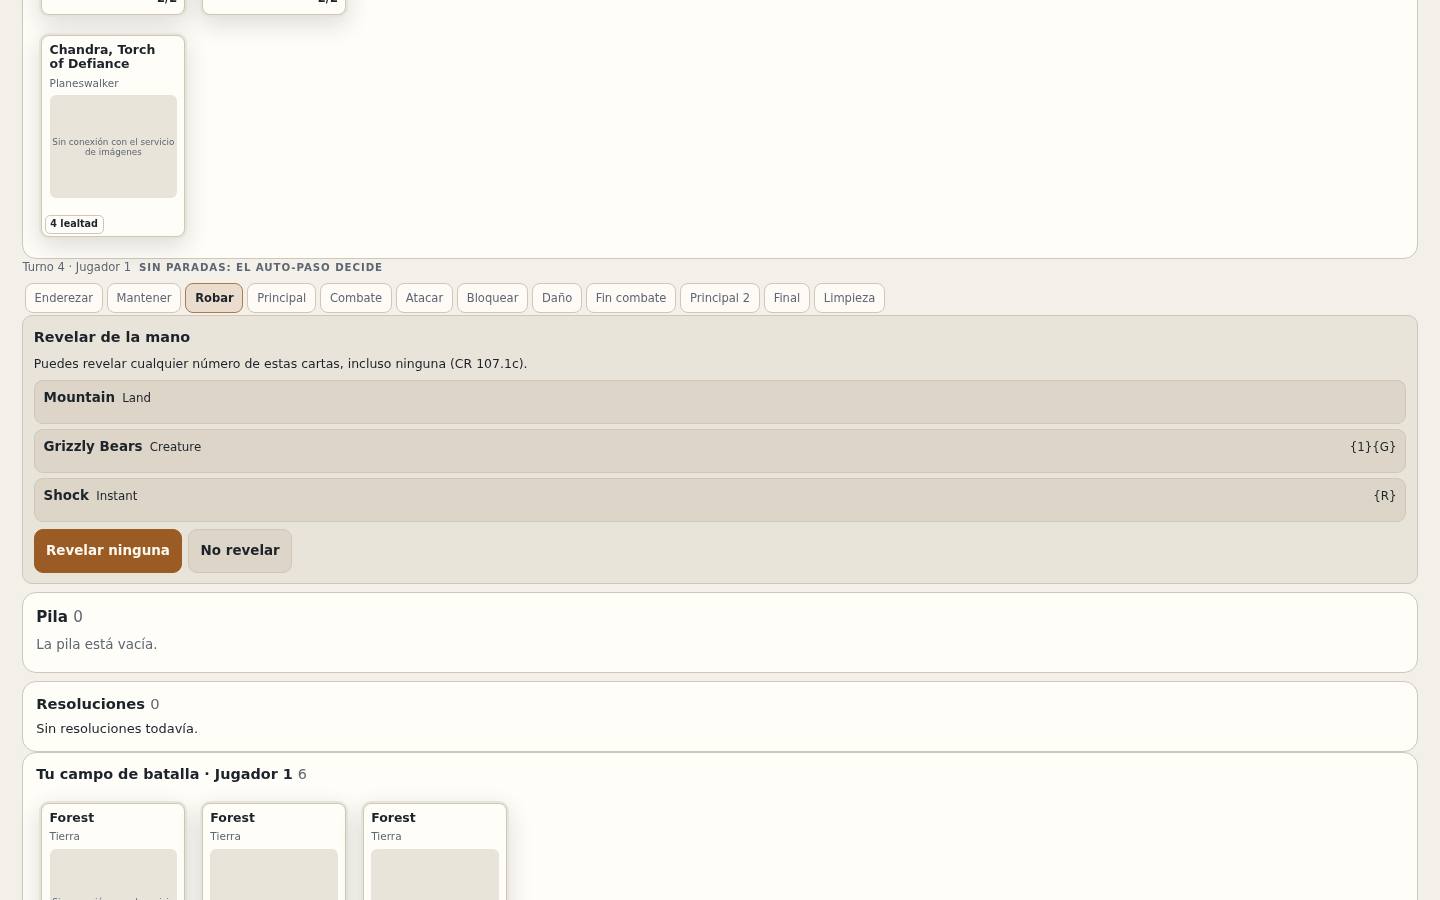 Chandra, Torch
of Defiance
Planeswalker
Sin conexión con el servicio
de imágenes
4 lealtad
Turno 4 · Jugador 1 SIN PARADAS: EL AUTO-PASO DECIDE
Enderezar Mantener Robar Principal Combate Atacar Bloquear Daño Fin combate Principal 2 Final Limpieza
Revelar de la mano
Puedes revelar cualquier número de estas cartas, incluso ninguna (CR 107.1c).
Mountain Land
Grizzly Bears Creature {1}{G}
Shock Instant {R}
Revelar ninguna No revelar
Pila 0
La pila está vacía.
Resoluciones 0
Sin resoluciones todavía.
Tu campo de batalla · Jugador 1 6
Forest Forest Forest
Tierra Tierra Tierra